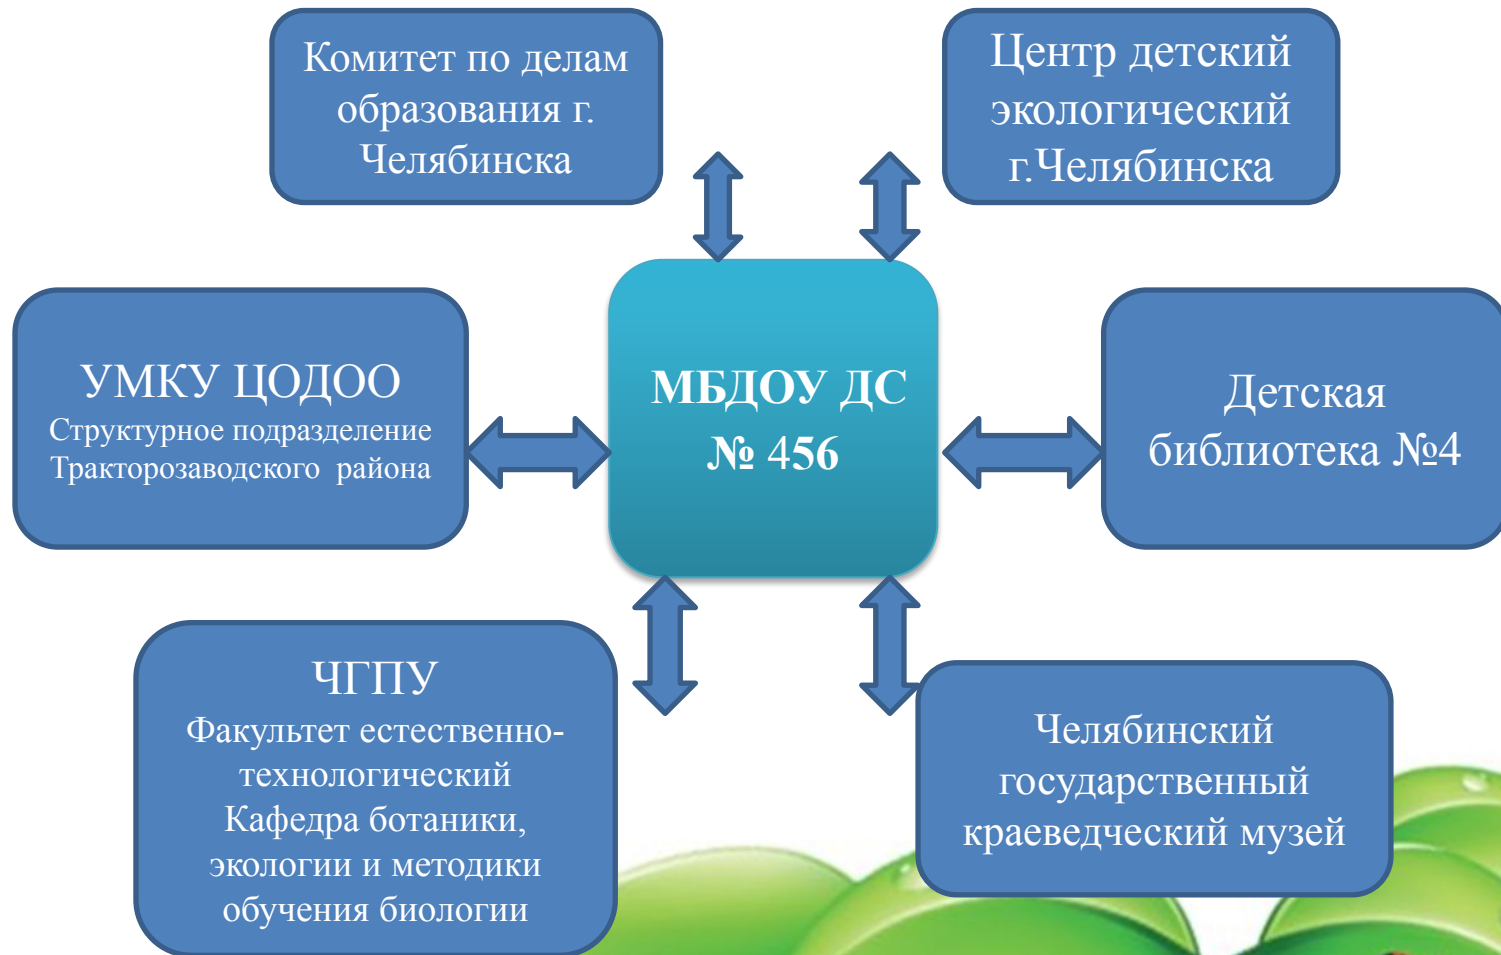 Комитет по делам
образования г.
Челябинска
Центр детский
экологический
г.Челябинска
УМКУ ЦОДОО
Структурное подразделение
Тракторозаводского района
МБДОУ ДС
№ 456
Детская
библиотека №4
ЧГПУ
Факультет естественно-
технологический
Кафедра ботаники,
экологии и методики
обучения биологии
Челябинский
государственный
краеведческий музей